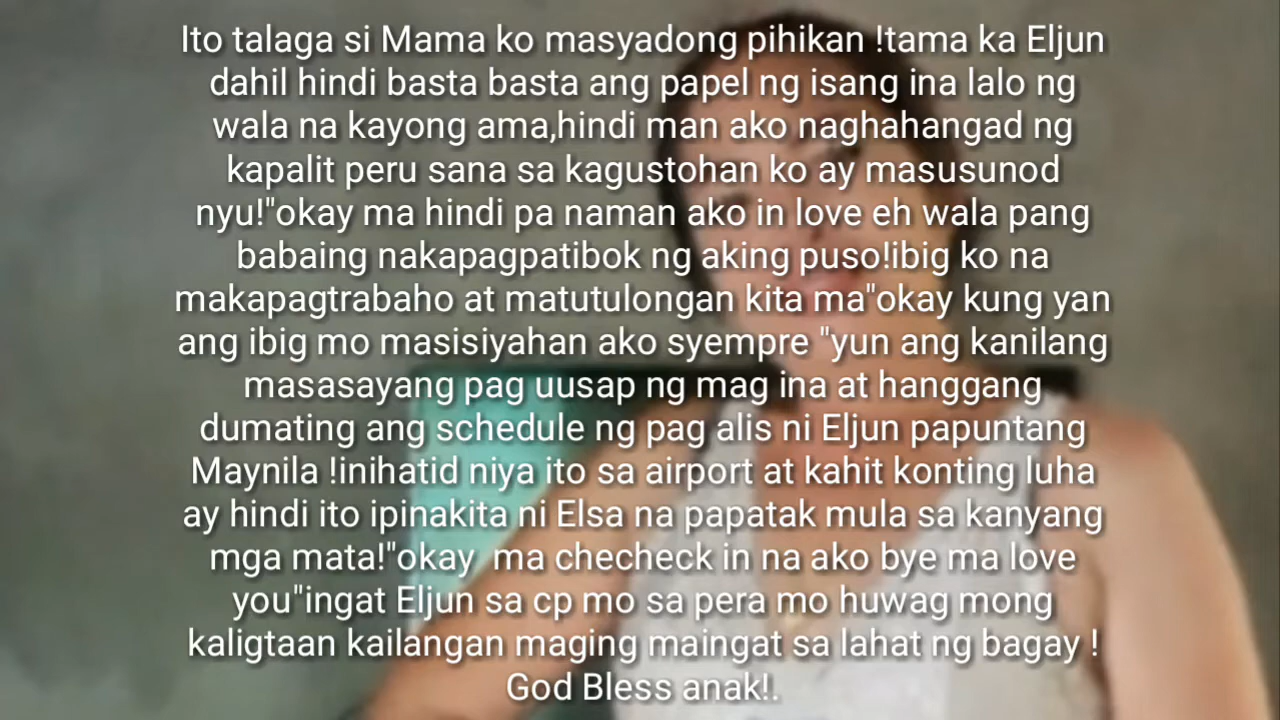 Ito talaga si Mama ko masyadong pihikan !tama ka Eljun
dahil hindi basta basta ang papel ng isang ina lalo ng
wala na kayong ama,hindi man ako naghahangad ng
kapalit peru sana sa kagustohan ko ay masusunod
nyu!"okay ma hindi pa naman ako in love eh wala pang
babaing nakapagpatibok ng aking puso!ibig ko na
makapagtrabaho at matutulongan kita ma"okay kung yan
ang ibig mo masisiyahan ako syempre "yun ang kanilang
masasayang pag uusap ng mag ina at hanggang
dumating ang schedule ng pag alis ni Eljun papuntang
Maynila !inihatid niya ito sa airport at kahit konting luha
ay hindi ito ipinakita ni Elsa na papatak mula sa kanyang
mga mata!"okay  ma checheck in na ako bye ma love
you"ingat Eljun sa cp mo sa pera mo huwag mong
kaligtaan kailangan maging maingat sa lahat ng bagay !
God Bless anak!.